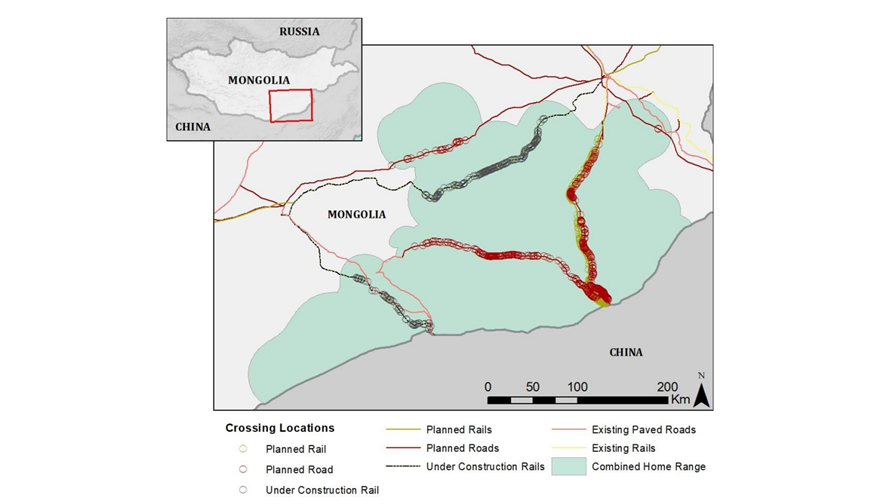 RUSSIA
MONGOLIA
CHINA
MONGOLIA
CHINA
N
0 50 100 200
Km
Crossing Locations
Planned Rail
Planned Road
Under Construction Rail
Planned Rails
Planned Roads
Under Construction Rails
Existing Paved Roads
Existing Rails
Combined Home Range